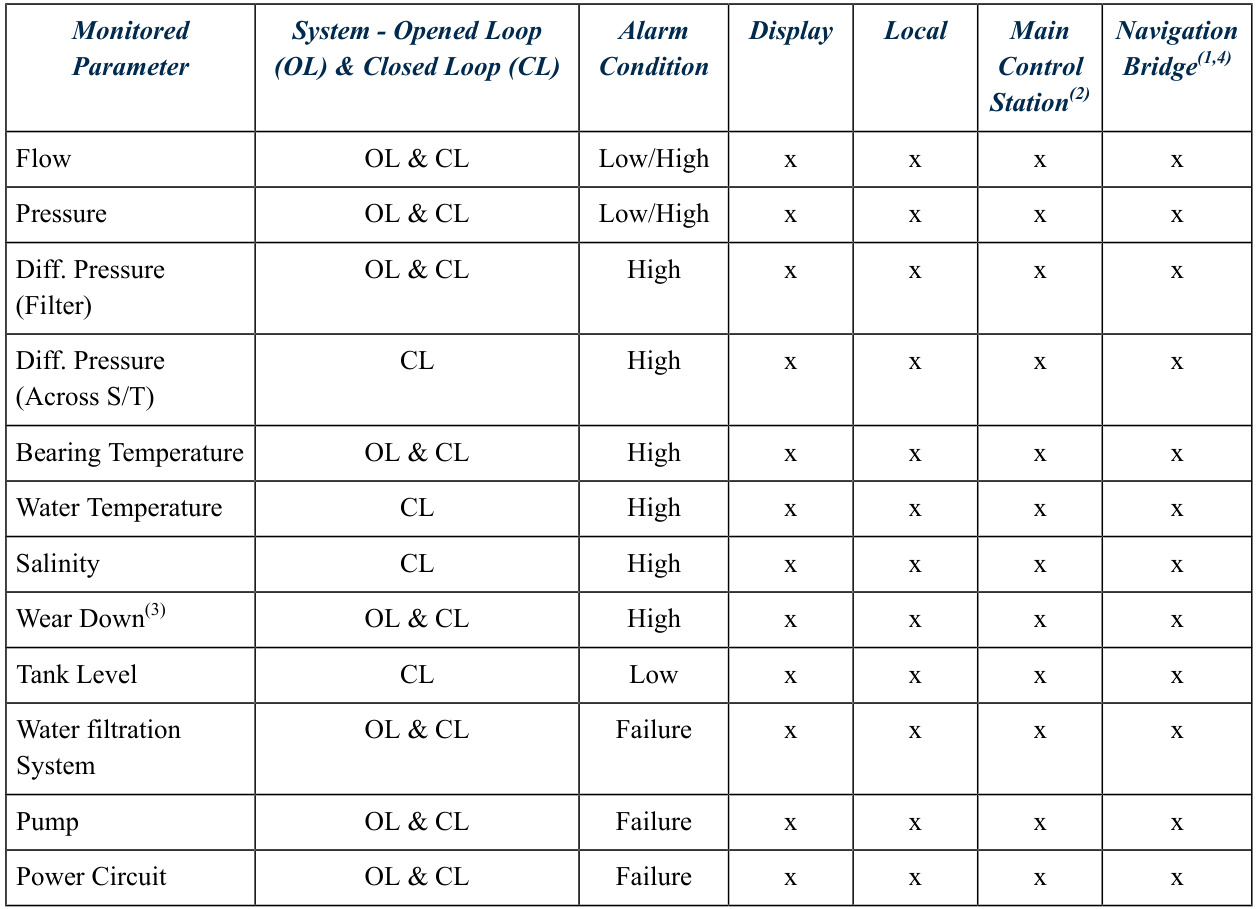 Monitored Parameter | System - Opened Loop (OL) & Closed Loop (CL) | Alarm Condition | Display | Local | Main Control Station(2) | Navigation Bridge(1,4)
Flow | OL & CL | Low/High | x | x | x | x
Pressure | OL & CL | Low/High | x | x | x | x
Diff. Pressure (Filter) | OL & CL | High | x | x | x | x
Diff. Pressure (Across S/T) | CL | High | x | x | x | x
Bearing Temperature | OL & CL | High | x | x | x | x
Water Temperature | CL | High | x | x | x | x
Salinity | CL | High | x | x | x | x
Wear Down(3) | OL & CL | High | x | x | x | x
Tank Level | CL | Low | x | x | x | x
Water filtration System | OL & CL | Failure | x | x | x | x
Pump | OL & CL | Failure | x | x | x | x
Power Circuit | OL & CL | Failure | x | x | x | x